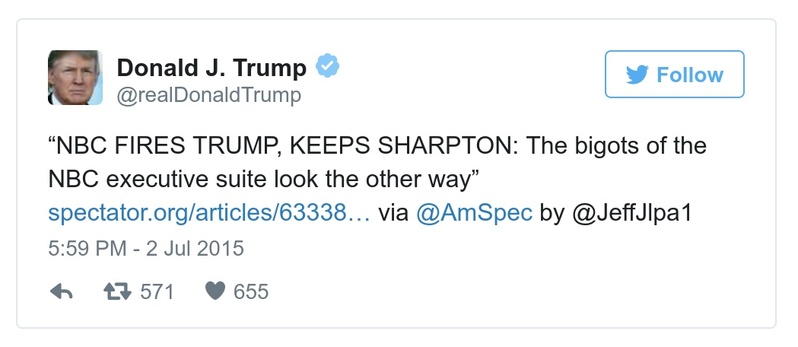 Donald J. Trump
@realDonaldTrump
Follow
“NBC FIRES TRUMP, KEEPS SHARPTON: The bigots of the
NBC executive suite look the other way”
spectator.org/articles/63338… via @AmSpec by @JeffJlpa1
5:59 PM - 2 Jul 2015
571
655